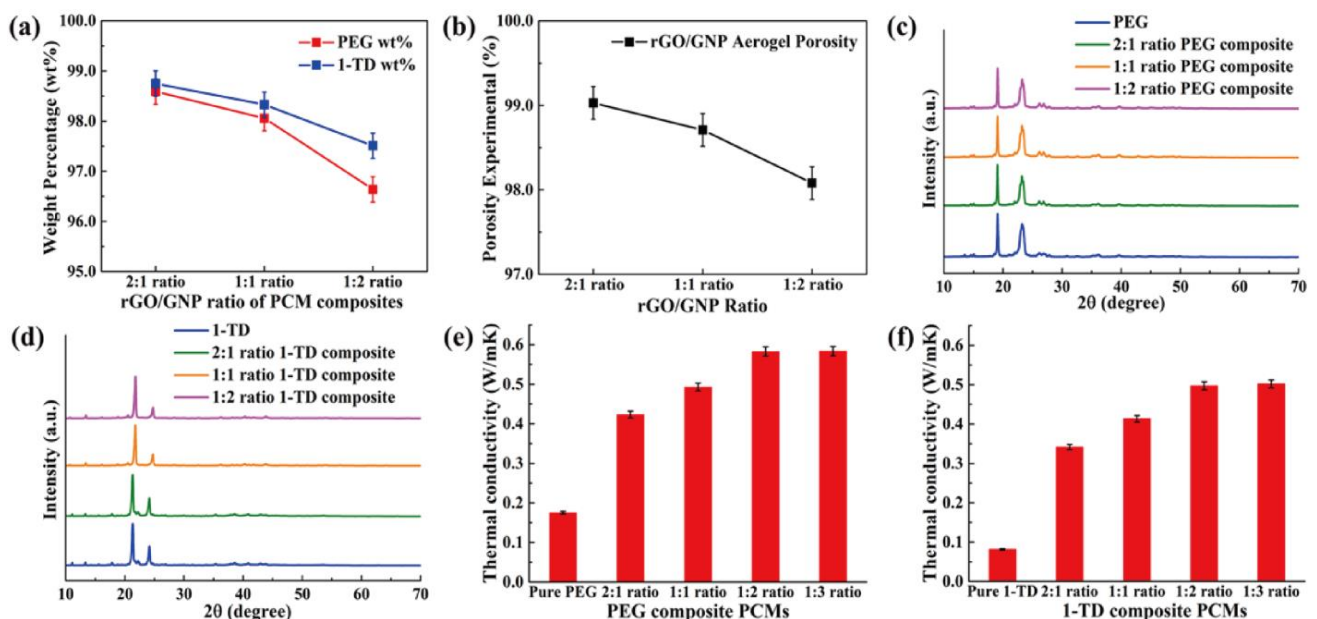 (a)
PEG wt%
1-TD wt%
Weight Percentage (wt%)
100.0
99.0
98.0
97.0
96.0
95.0
2:1 ratio
1:1 ratio
1:2 ratio
rGO/GNP ratio of PCM composites
(b)
rGO/GNP Aerogel Porosity
Porosity Experimental (%)
99.0
98.0
97.0
2:1 ratio
1:1 ratio
1:2 ratio
rGO/GNP Ratio
(c)
PEG
2:1 ratio PEG composite
1:1 ratio PEG composite
1:2 ratio PEG composite
Intensity (a.u.)
10 20 30 40 50 60 70
2θ (degree)
(d)
1-TD
2:1 ratio 1-TD composite
1:1 ratio 1-TD composite
1:2 ratio 1-TD composite
Intensity (a.u.)
10 20 30 40 50 60 70
2θ (degree)
(e)
Thermal conductivity (W/mK)
0.6
0.5
0.4
0.3
0.2
0.1
0.0
Pure PEG 2:1 ratio 1:1 ratio 1:2 ratio 1:3 ratio
PEG composite PCMs
(f)
Thermal conductivity (W/mK)
0.6
0.5
0.4
0.3
0.2
0.1
0.0
Pure 1-TD 2:1 ratio 1:1 ratio 1:2 ratio 1:3 ratio
1-TD composite PCMs